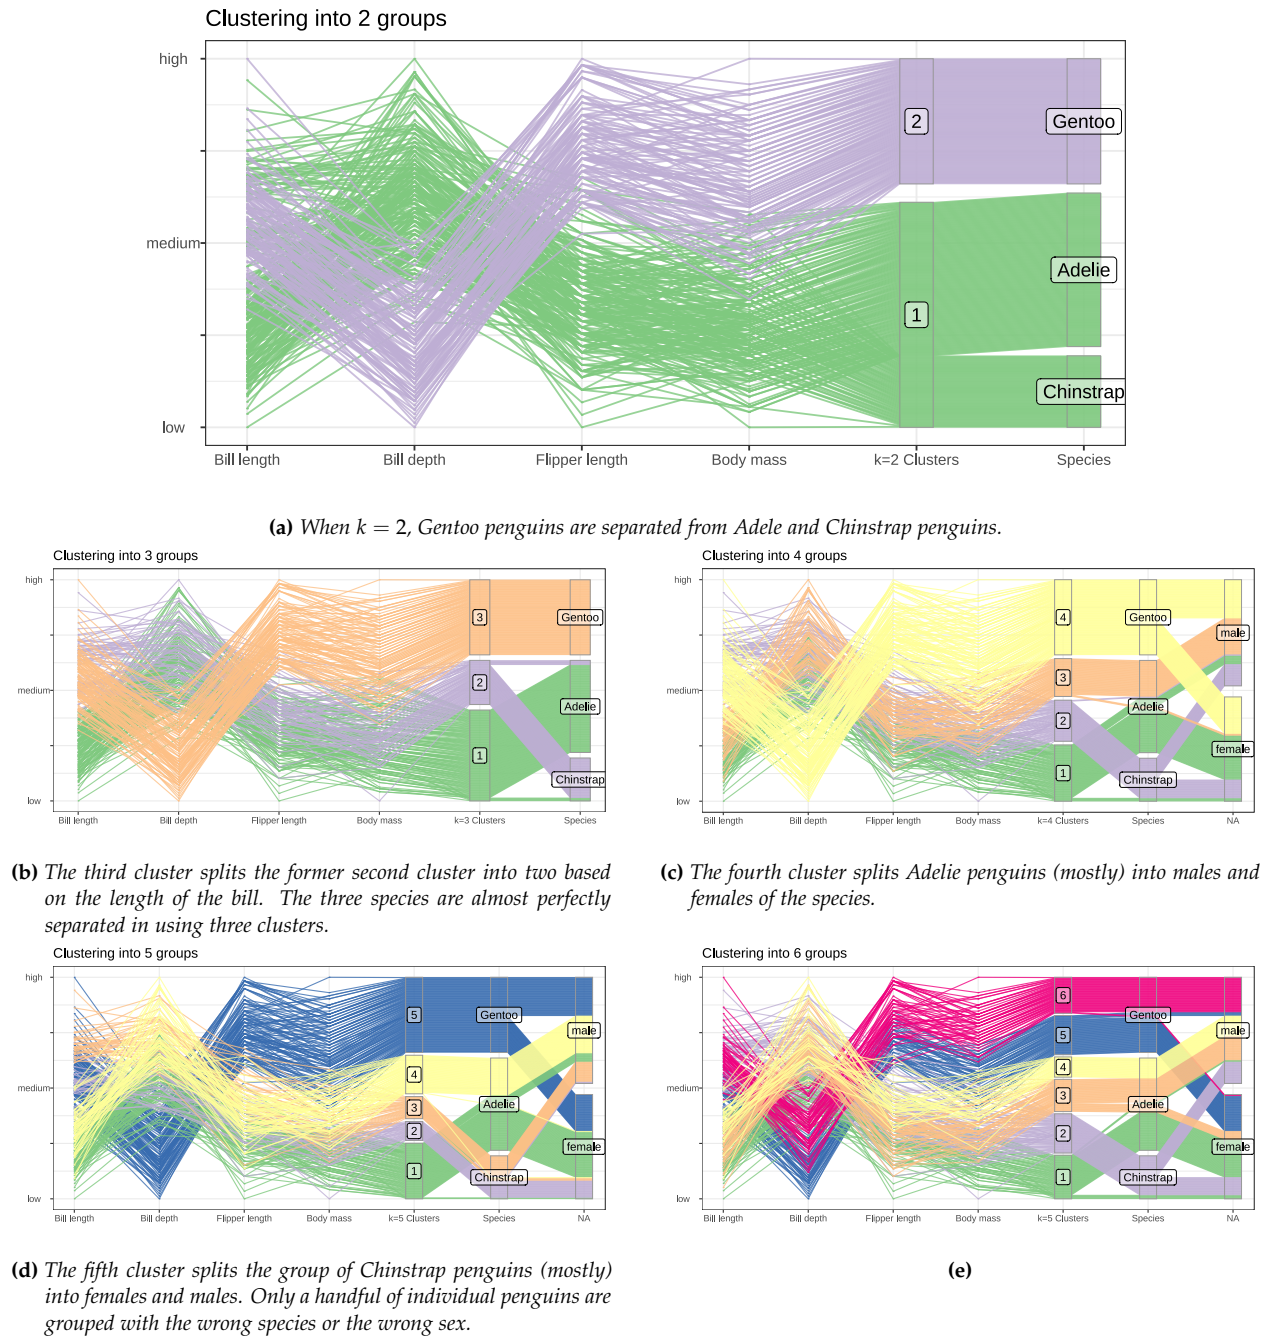 Clustering into 2 groups
high
medium
low
2
1
Gentoo
Adelie
Chinstrap
Bill length Bill depth Flipper length Body mass k=2 Clusters Species
(a) When k = 2, Gentoo penguins are separated from Adele and Chinstrap penguins.
Clustering into 3 groups
high
medium
low
3
2
1
Gentoo
Adelie
Chinstrap
Bill length Bill depth Flipper length Body mass k=3 Clusters Species
(b) The third cluster splits the former second cluster into two based
on the length of the bill. The three species are almost perfectly
separated in using three clusters.
Clustering into 4 groups
high
medium
low
4
3
2
1
Gentoo
Adelie
Chinstrap
male
female
Bill length Bill depth Flipper length Body mass k=4 Clusters Species NA
(c) The fourth cluster splits Adelie penguins (mostly) into males and
females of the species.
Clustering into 5 groups
high
medium
low
5
4
3
2
1
Gentoo
Adelie
Chinstrap
male
female
Bill length Bill depth Flipper length Body mass k=5 Clusters Species NA
(d) The fifth cluster splits the group of Chinstrap penguins (mostly)
into females and males. Only a handful of individual penguins are
grouped with the wrong species or the wrong sex.
Clustering into 6 groups
high
medium
low
6
5
4
3
2
1
Gentoo
Adelie
Chinstrap
male
female
Bill length Bill depth Flipper length Body mass k=5 Clusters Species NA
(e)